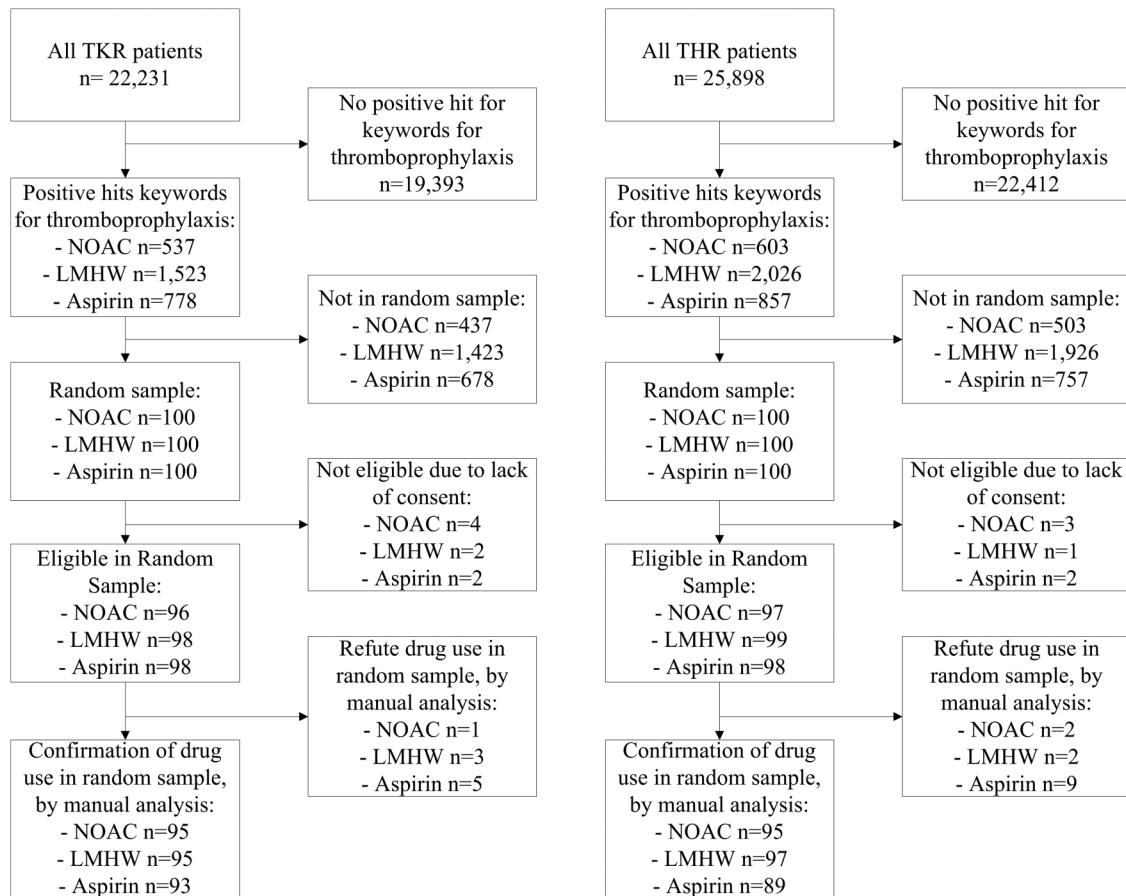 All TKR patients
n= 22,231
No positive hit for
keywords for
thromboprophylaxis
n=19,393
Positive hits keywords
for thromboprophylaxis:
- NOAC n=537
- LMHW n=1,523
- Aspirin n=778
Not in random sample:
- NOAC n=437
- LMHW n=1,423
- Aspirin n=678
Random sample:
- NOAC n=100
- LMHW n=100
- Aspirin n=100
Not eligible due to lack
of consent:
- NOAC n=4
- LMHW n=2
- Aspirin n=2
Eligible in Random
Sample:
- NOAC n=96
- LMHW n=98
- Aspirin n=98
Refute drug use in
random sample, by
manual analysis:
- NOAC n=1
- LMHW n=3
- Aspirin n=5
Confirmation of drug
use in random sample,
by manual analysis:
- NOAC n=95
- LMHW n=95
- Aspirin n=93
All THR patients
n= 25,898
No positive hit for
keywords for
thromboprophylaxis
n=22,412
Positive hits keywords
for thromboprophylaxis:
- NOAC n=603
- LMHW n=2,026
- Aspirin n=857
Not in random sample:
- NOAC n=503
- LMHW n=1,926
- Aspirin n=757
Random sample:
- NOAC n=100
- LMHW n=100
- Aspirin n=100
Not eligible due to lack
of consent:
- NOAC n=3
- LMHW n=1
- Aspirin n=2
Eligible in Random
Sample:
- NOAC n=97
- LMHW n=99
- Aspirin n=98
Refute drug use in
random sample, by
manual analysis:
- NOAC n=2
- LMHW n=2
- Aspirin n=9
Confirmation of drug
use in random sample,
by manual analysis:
- NOAC n=95
- LMHW n=97
- Aspirin n=89